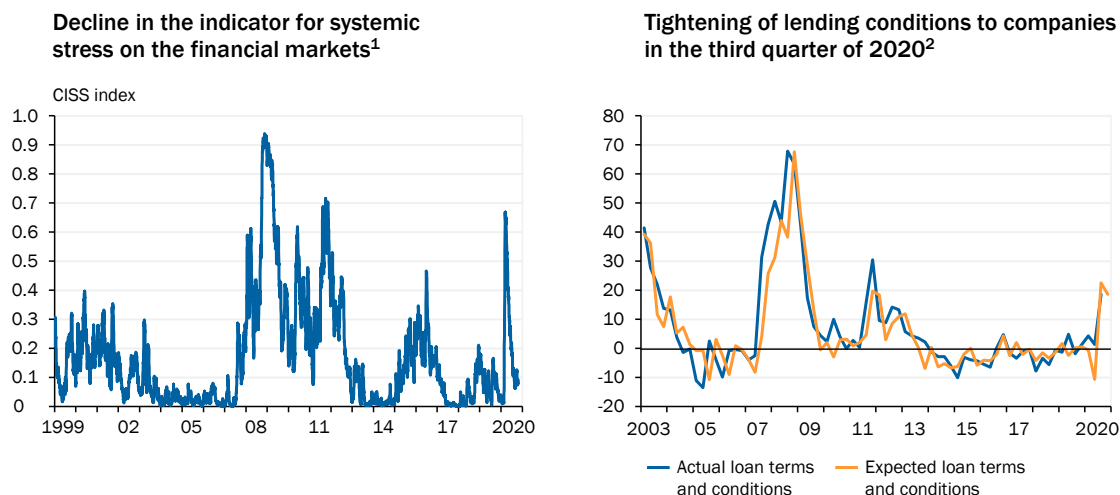 Decline in the indicator for systemic
stress on the financial markets¹
CISS index
1.0
0.9
0.8
0.7
0.6
0.5
0.4
0.3
0.2
0.1
0
1999 02 05 08 11 14 17 2020
Tightening of lending conditions to companies
in the third quarter of 2020²
80
70
60
50
40
30
20
10
0
-10
-20
2003 05 07 09 11 13 15 17 2020
Actual loan terms
and conditions
Expected loan terms
and conditions